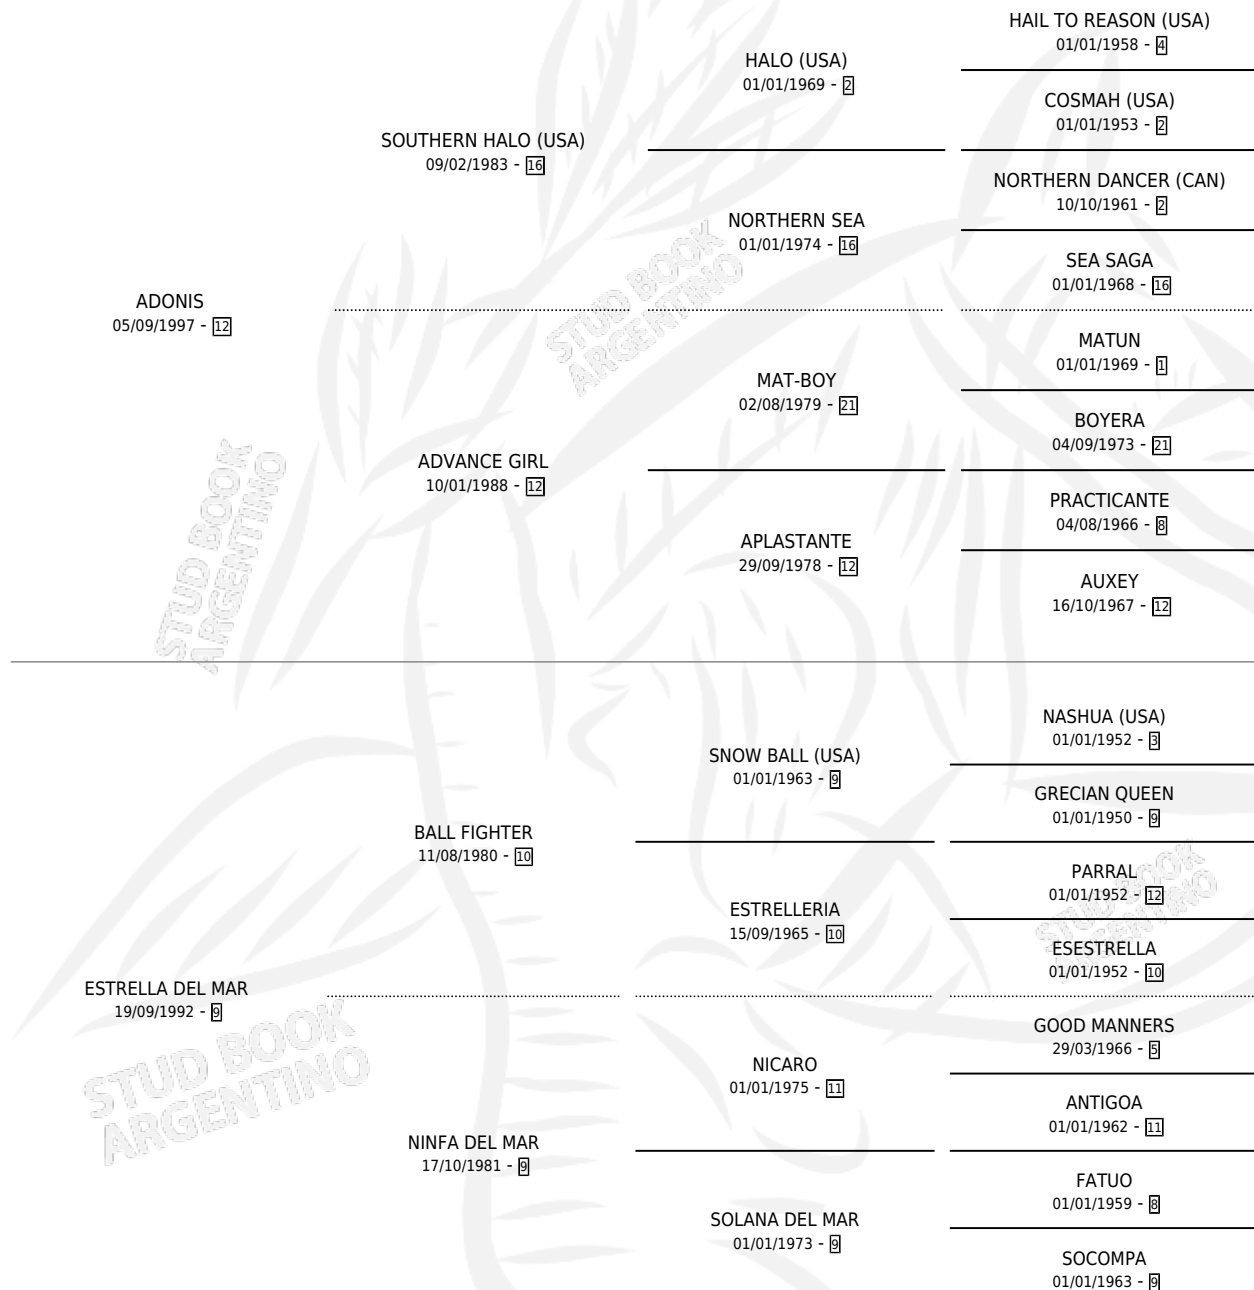 HAIL TO REASON (USA)
01/01/1958 - 4
HALO (USA)
01/01/1969 - 2
COSMAH (USA)
01/01/1953 - 2
SOUTHERN HALO (USA)
09/02/1983 - 16
NORTHERN DANCER (CAN)
10/10/1961 - 2
NORTHERN SEA
01/01/1974 - 16
SEA SAGA
01/01/1968 - 16
ADONIS
05/09/1997 - 12
STUD BOOK
ARGENTINO
MATUN
01/01/1969 - 1
MAT-BOY
02/08/1979 - 21
BOYERA
04/09/1973 - 21
ADVANCE GIRL
10/01/1988 - 12
PRACTICANTE
04/08/1966 - 8
APLASTANTE
29/09/1978 - 12
AUXEY
16/10/1967 - 12
STUD BOOK
ARGENTINO
NASHUA (USA)
01/01/1952 - 3
SNOW BALL (USA)
01/01/1963 - 9
GRECIAN QUEEN
01/01/1950 - 9
BALL FIGHTER
11/08/1980 - 10
PARRAL
01/01/1952 - 12
ESTRELLERIA
15/09/1965 - 10
STUD BOOK
ARGENTINO
ESESTRELLA
01/01/1952 - 10
ESTRELLA DEL MAR
19/09/1992 - 9
STUD BOOK
ARGENTINO
GOOD MANNERS
29/03/1966 - 5
NICARO
01/01/1975 - 11
ANTIGOA
01/01/1962 - 11
NINFA DEL MAR
17/10/1981 - 9
FATUO
01/01/1959 - 8
SOLANA DEL MAR
01/01/1973 - 9
SOCOMPA
01/01/1963 - 9